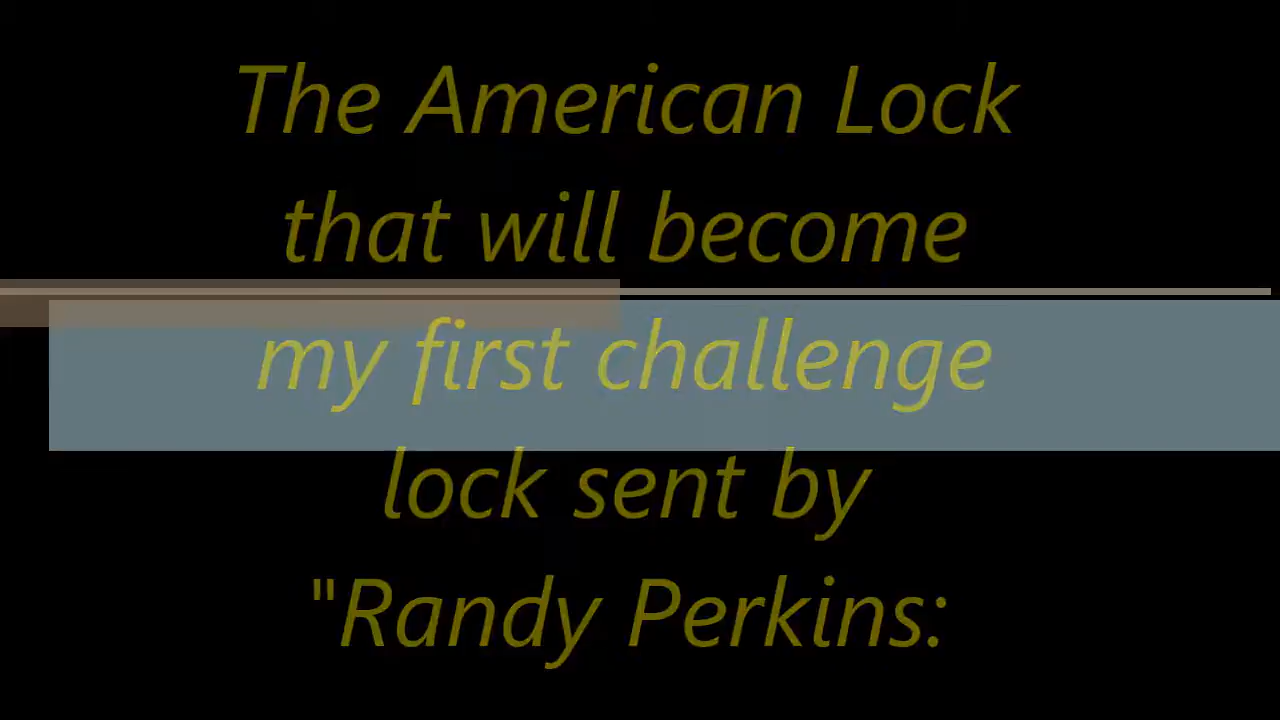 The American Lock
that will become
my first challenge
lock sent by
"Randy Perkins: